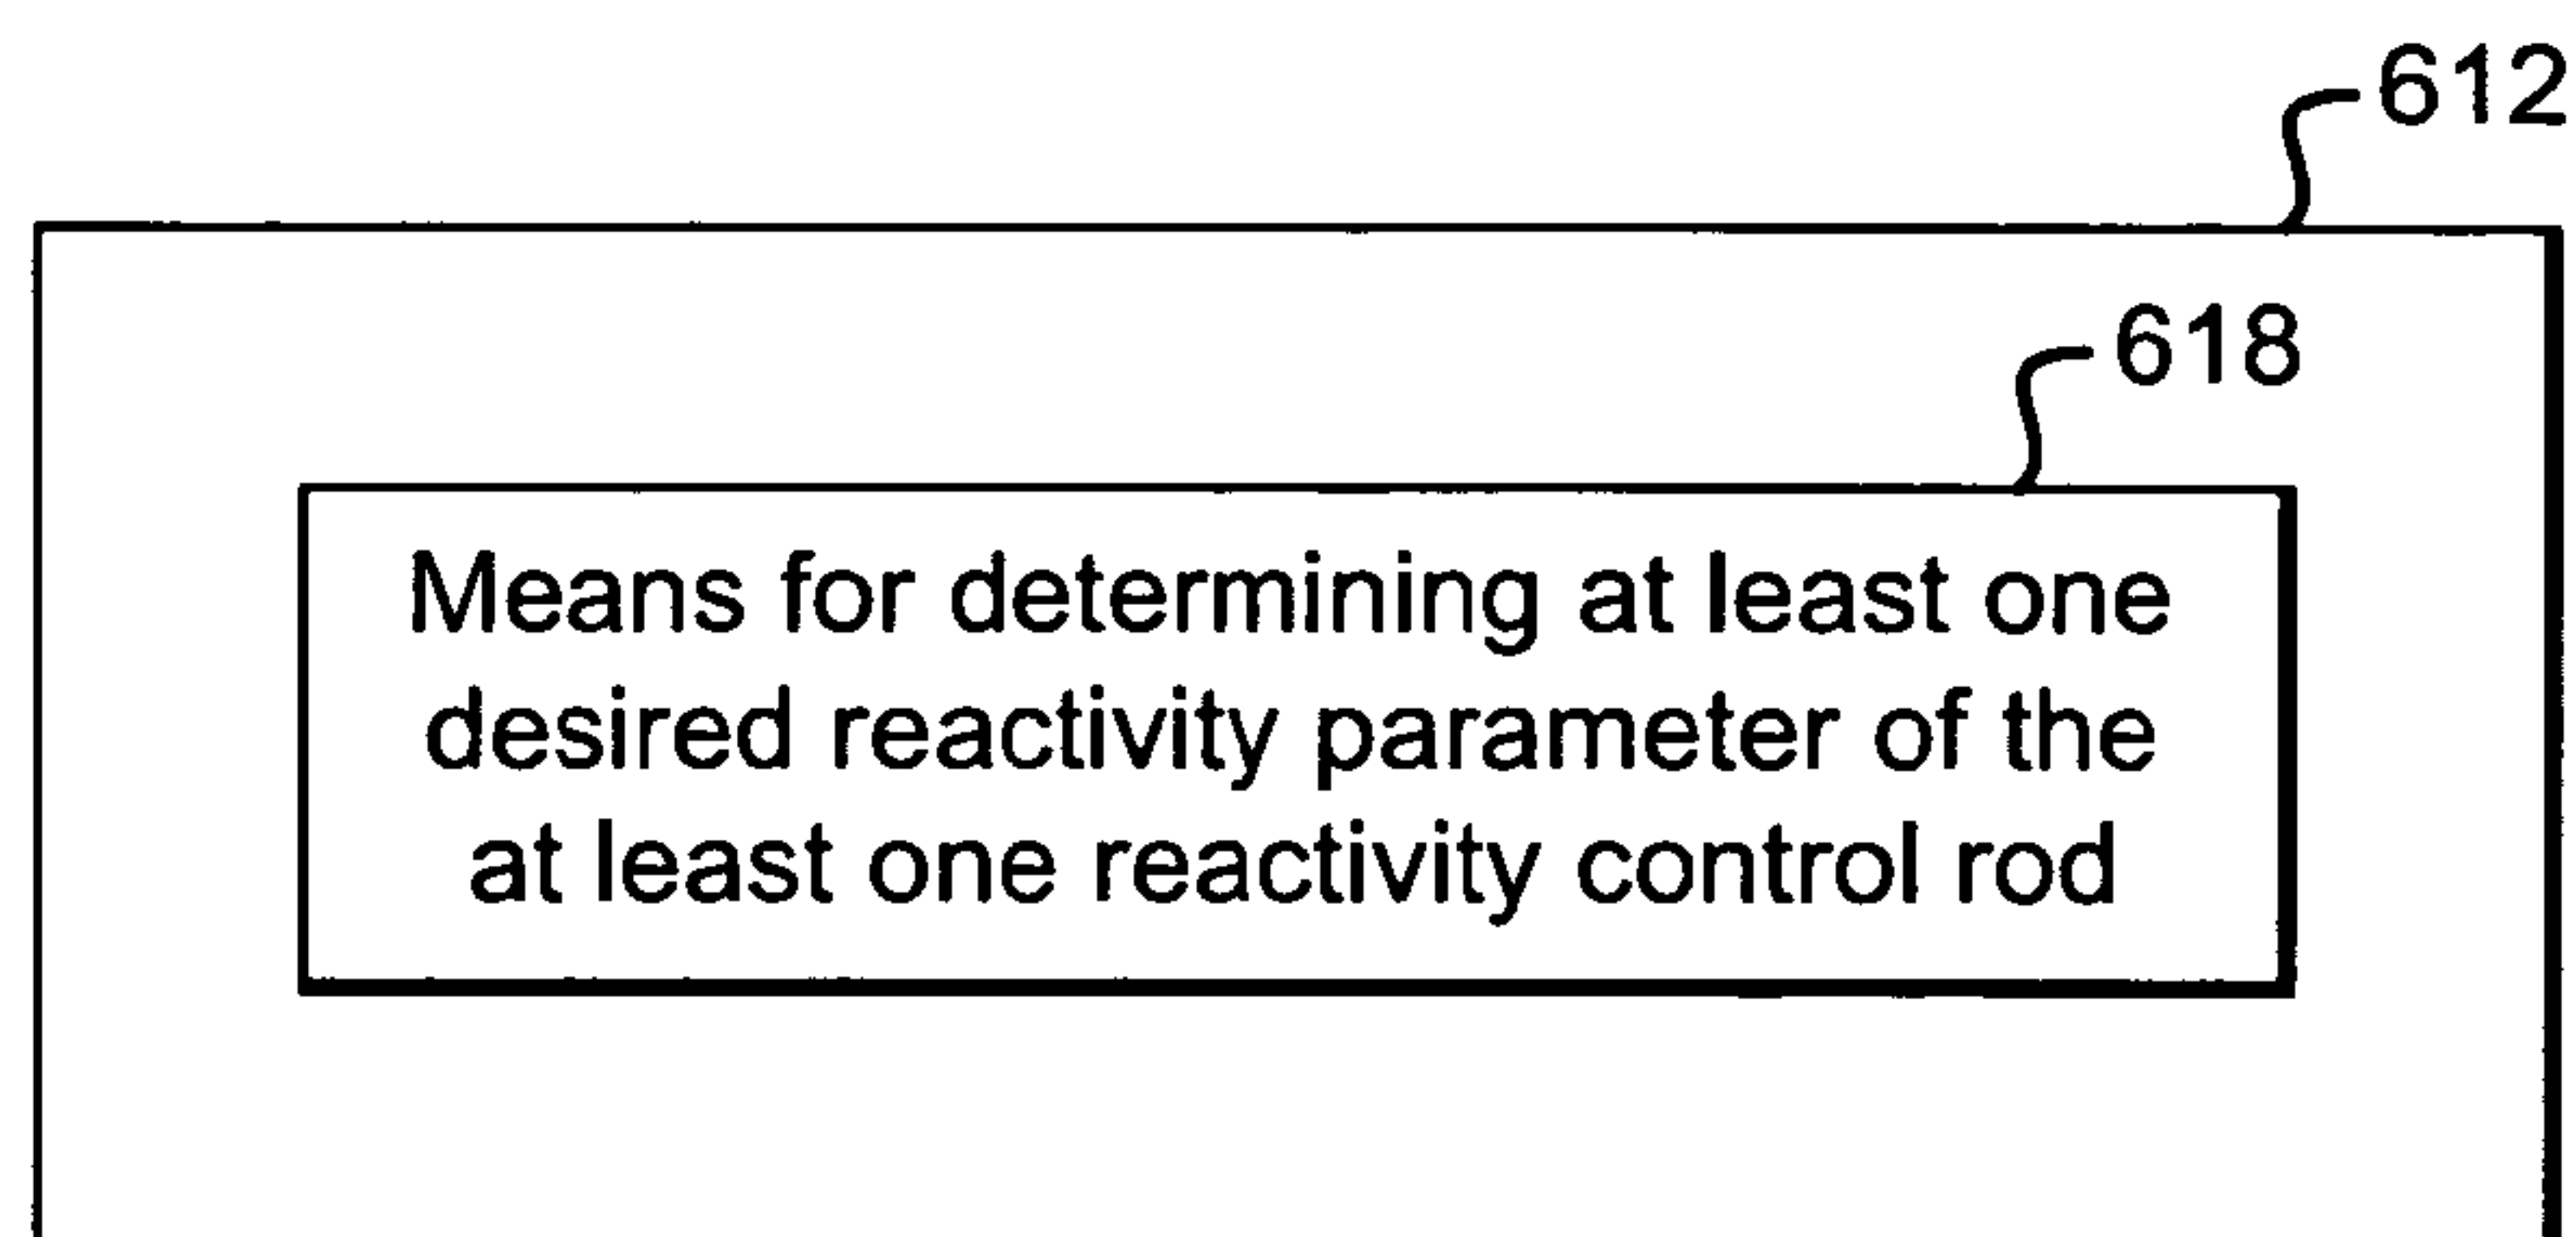 612
618
Means for determining at least one
desired reactivity parameter of the
at least one reactivity control rod